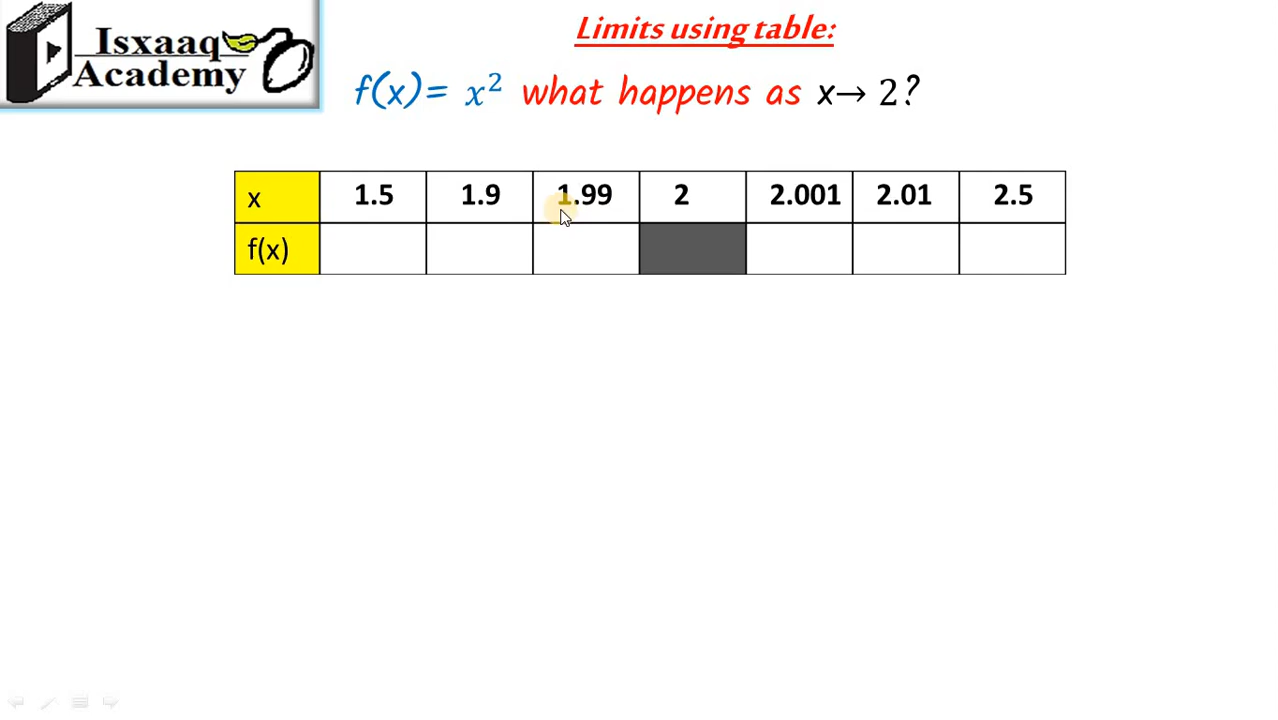 Isxaaq
Academy
Limits using table:
f(x)= x² what happens as x→ 2?
x 1.5 1.9 1.99 2 2.001 2.01 2.5
f(x)